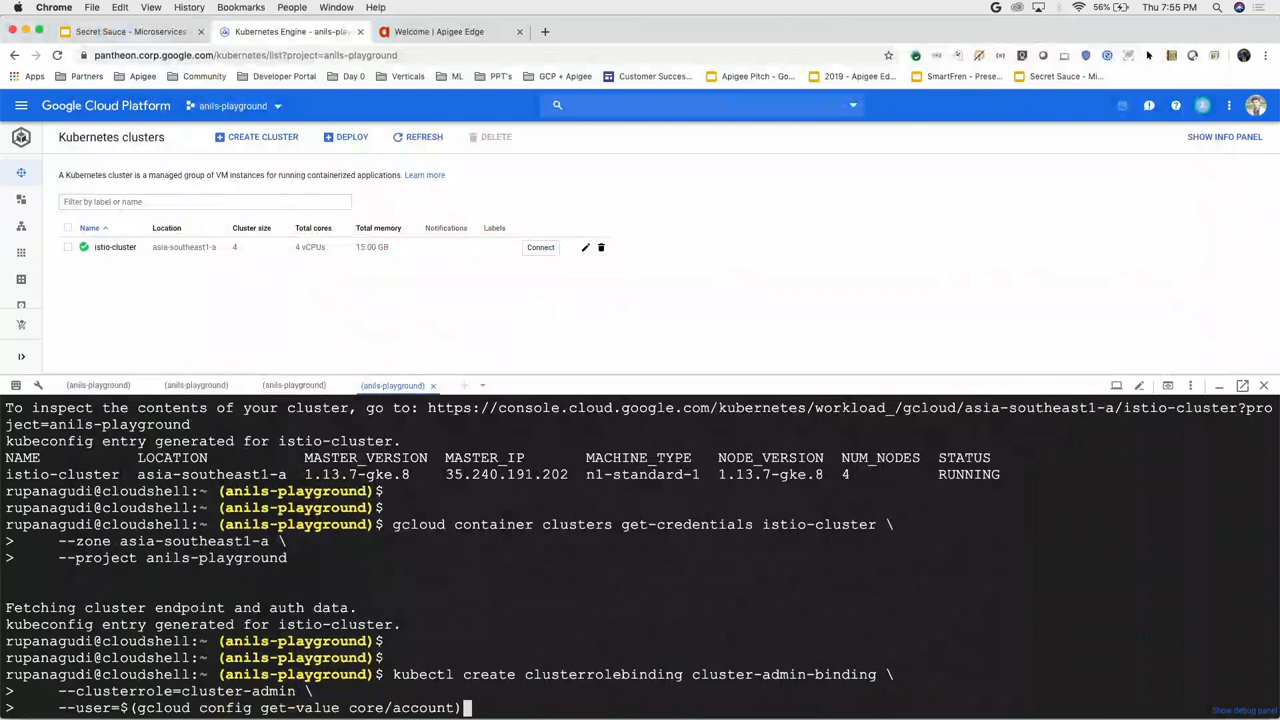 Chrome File Edit View History Bookmarks People Window Help 56% Thu 7:55 PM
Secret Sauce - Microservices
Kubernetes Engine - anils-play
Welcome | Apigee Edge
pantheon.corp.google.com/kubernetes/list?project=anils-playground
Apps Partners Apigee Community Developer Portal Day 0 Verticals ML PPT's GCP + Apigee Customer Succes... Apigee Pitch - Go... 2019 - Apigee Ed... SmartFren - Prese... Secret Sauce - Mi...
Google Cloud Platform anils-playground 2
Kubernetes clusters CREATE CLUSTER DEPLOY REFRESH DELETE SHOW INFO PANEL
A Kubernetes cluster is a managed group of VM instances for running containerized applications. Learn more
Filter by label or name
Name Location Cluster size Total cores Total memory Notifications Labels
istio-cluster asia-southeast1-a 4 4 vCPUs 15.00 GB Connect
(anils-playground) (anils-playground) (anils-playground) (anils-playground)
To inspect the contents of your cluster, go to: https://console.cloud.google.com/kubernetes/workload_/gcloud/asia-southeast1-a/istio-cluster?pro
ject=anils-playground
kubeconfig entry generated for istio-cluster.
NAME LOCATION MASTER_VERSION MASTER_IP MACHINE_TYPE NODE_VERSION NUM_NODES STATUS
istio-cluster asia-southeast1-a 1.13.7-gke.8 35.240.191.202 n1-standard-1 1.13.7-gke.8 4 RUNNING
rupanagudi@cloudshell:~ (anils-playground)$
rupanagudi@cloudshell:~ (anils-playground)$
rupanagudi@cloudshell:~ (anils-playground)$ gcloud container clusters get-credentials istio-cluster \
> --zone asia-southeast1-a \
> --project anils-playground
Fetching cluster endpoint and auth data.
kubeconfig entry generated for istio-cluster.
rupanagudi@cloudshell:~ (anils-playground)$
rupanagudi@cloudshell:~ (anils-playground)$
rupanagudi@cloudshell:~ (anils-playground)$ kubectl create clusterrolebinding cluster-admin-binding \
> --clusterrole=cluster-admin \
> --user=$(gcloud config get-value core/account)
Show debug panel